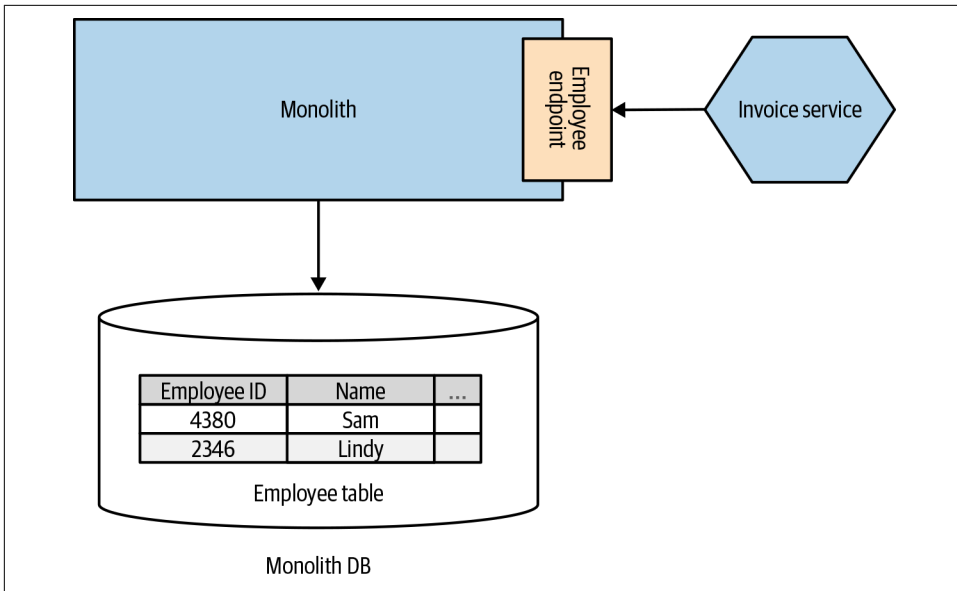 Monolith
Employee
endpoint
Invoice service
Employee ID Name ...
4380 Sam
2346 Lindy
Employee table
Monolith DB